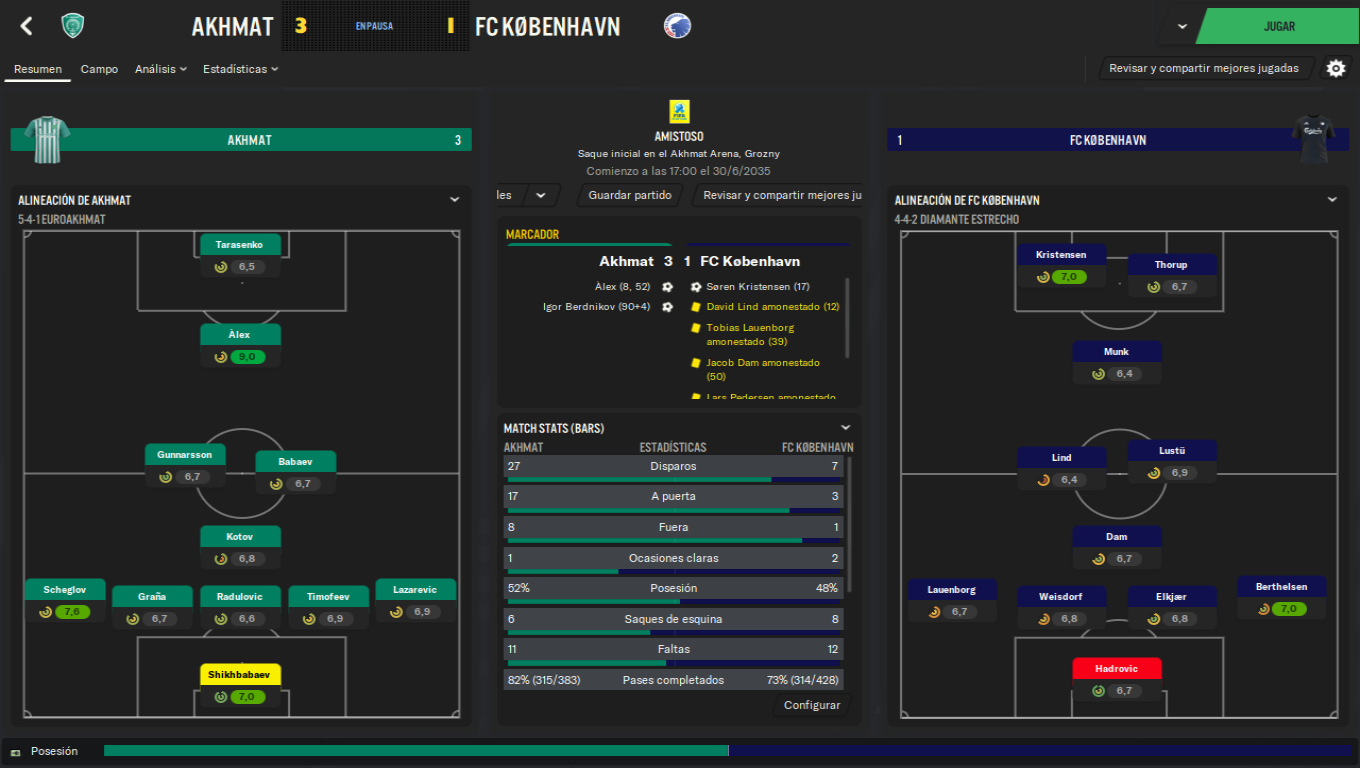 AKHMAT 3 EN PAUSA 1 FC KØBENHAVN
JUGAR
Resumen Campo Análisis Estadísticas
Revisar y compartir mejores jugadas
AKHMAT 3
FIFA
AMISTOSO
Saque inicial en el Akhmat Arena, Grozny
Comienzo a las 17:00 el 30/6/2035
les Guardar partido Revisar y compartir mejores ju
1 FC KØBENHAVN
Carlsberg
ALINEACIÓN DE AKHMAT
5-4-1 EUROAKHMAT
Tarasenko
6,5
Àlex
9,0
Gunnarsson
6,7
Babaev
6,7
Kotov
6,8
Scheglov
7,6
Graña
6,7
Radulovic
6,6
Timofeev
6,9
Lazarevic
6,9
Shikhbabaev
7,0
MARCADOR
Akhmat 3 1 FC København
Àlex (8, 52)
Igor Berdnikov (90+4)
Søren Kristensen (17)
David Lind amonestado (12)
Tobias Lauenborg
amonestado (39)
Jacob Dam amonestado
(50)
Lars Pedersen amonestado
MATCH STATS (BARS)
AKHMAT ESTADÍSTICAS FC KØBENHAVN
27 Disparos 7
17 A puerta 3
8 Fuera 1
1 Ocasiones claras 2
52% Posesión 48%
6 Saques de esquina 8
11 Faltas 12
82% (315/383) Pases completados 73% (314/428)
Configurar
ALINEACIÓN DE FC KØBENHAVN
4-4-2 DIAMANTE ESTRECHO
Kristensen
7,0
Thorup
6,7
Munk
6,4
Lind
6,4
Lustü
6,9
Dam
6,7
Lauenborg
6,7
Weisdorf
6,8
Elkjær
6,8
Berthelsen
7,0
Hadrovic
6,7
Posesión